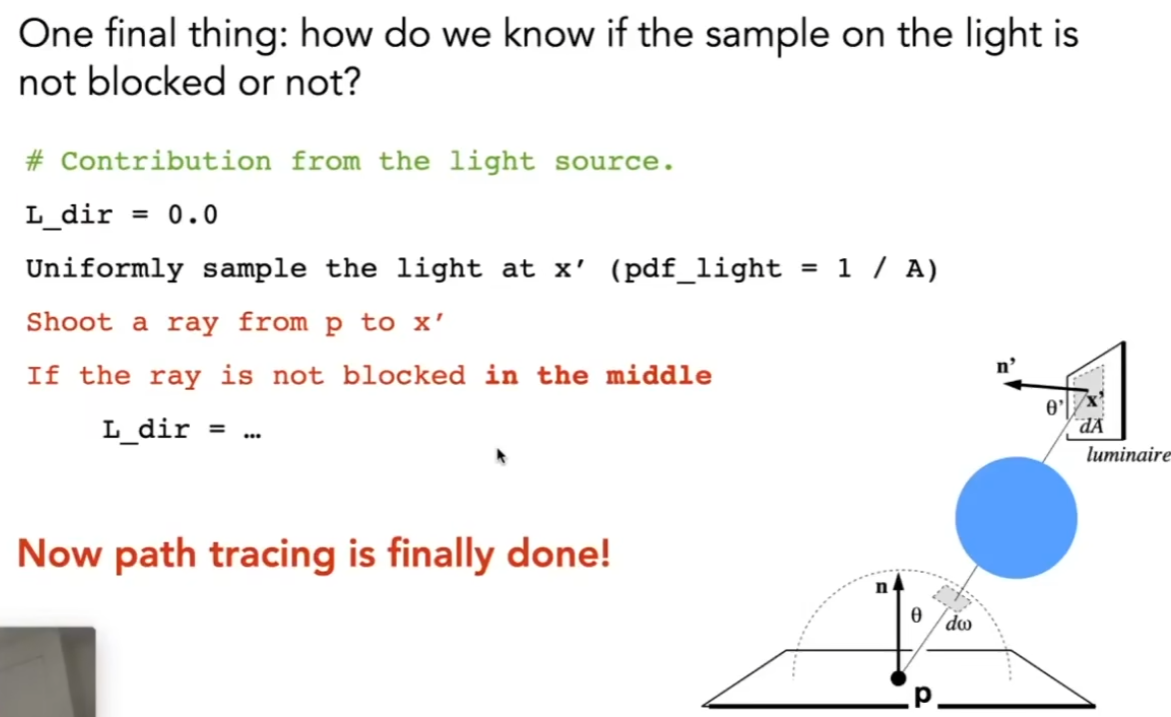 One final thing: how do we know if the sample on the light is
not blocked or not?
# Contribution from the light source.
L_dir = 0.0
Uniformly sample the light at x′ (pdf_light = 1 / A)
Shoot a ray from p to x′
If the ray is not blocked in the middle
L_dir = …
n’
θ’
x’
dA
luminaire
Now path tracing is finally done!
n
θ
dω
p